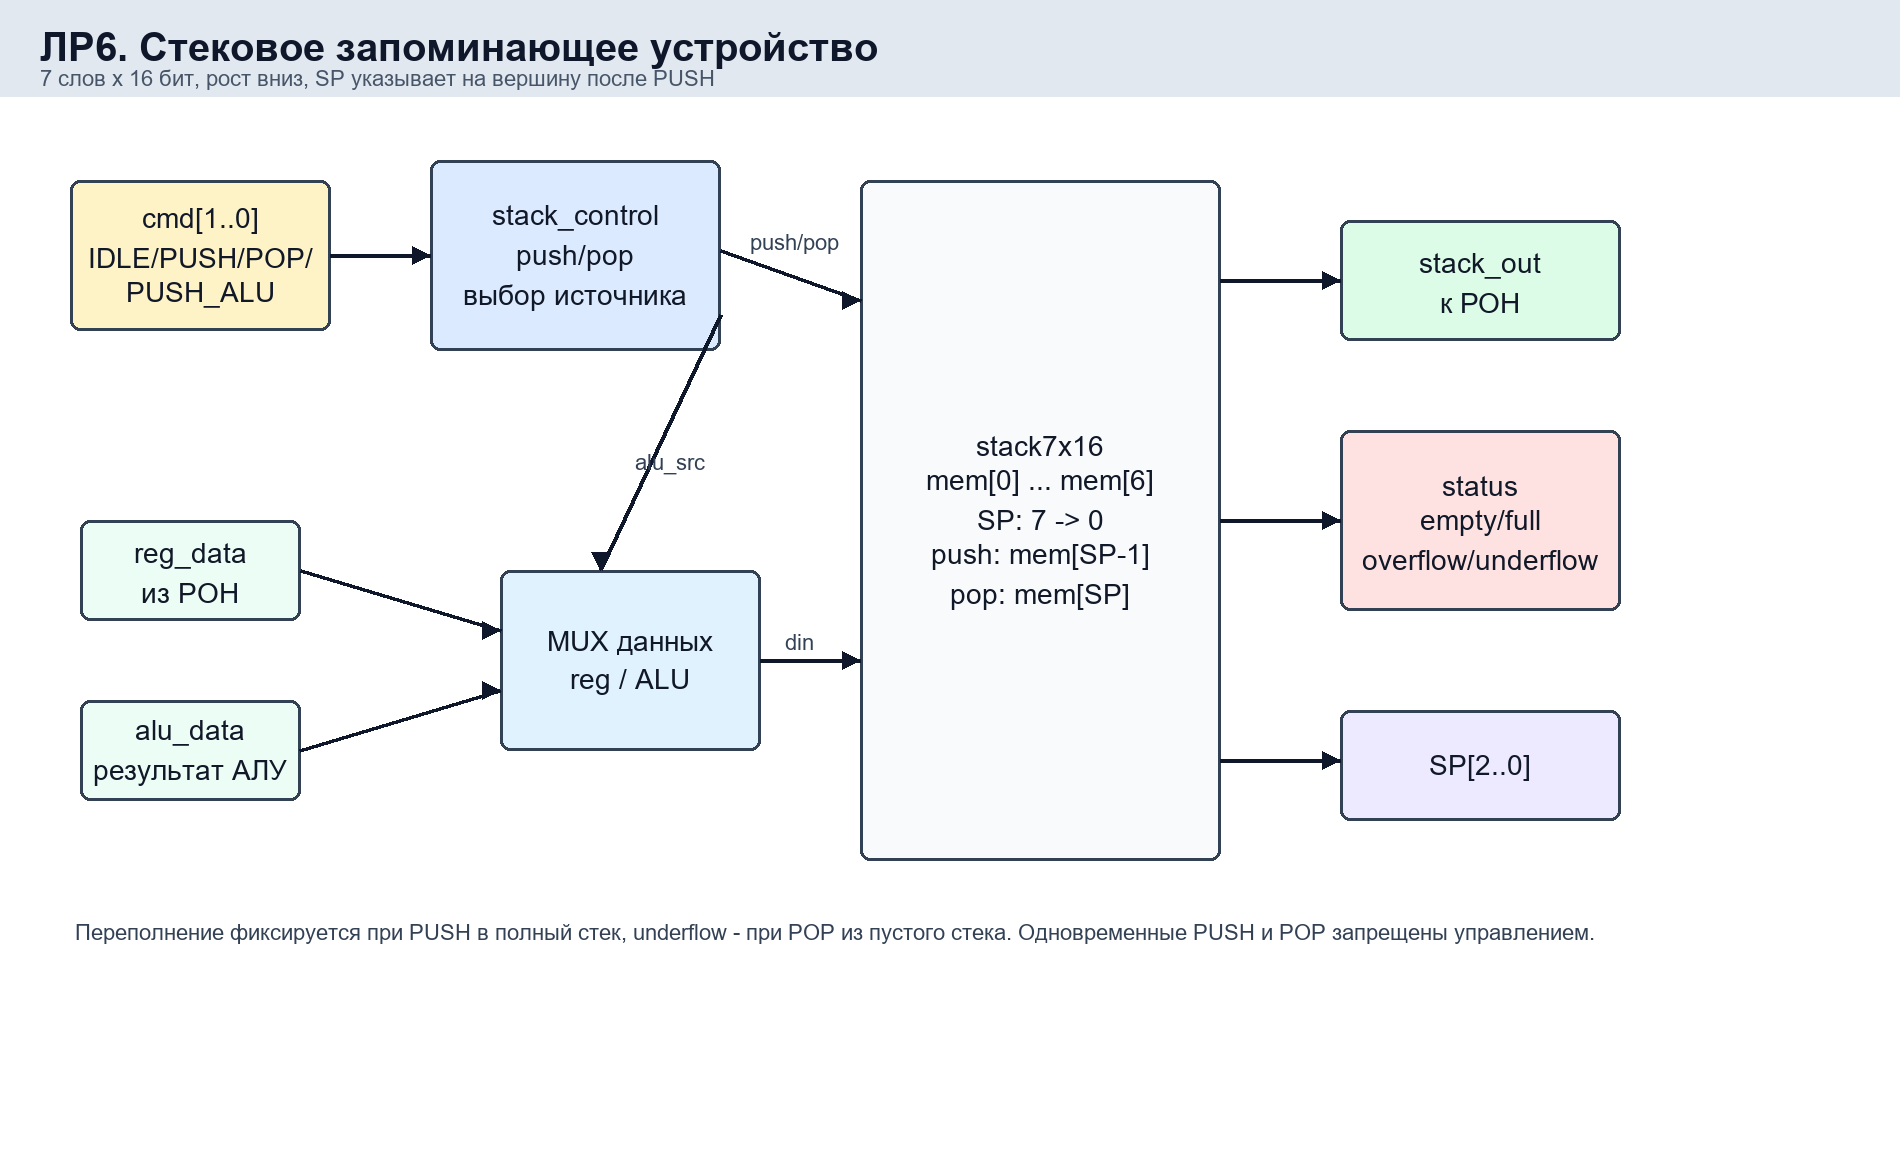 ЛР6. Стековое запоминающее устройство
7 слов x 16 бит, рост вниз, SP указывает на вершину после PUSH
cmd[1..0]
IDLE/PUSH/POP/
PUSH_ALU
stack_control
push/pop
выбор источника
push/pop
alu_src
reg_data
из РОН
alu_data
результат АЛУ
MUX данных
reg / ALU
din
stack7x16
mem[0] ... mem[6]
SP: 7 -> 0
push: mem[SP-1]
pop: mem[SP]
stack_out
к РОН
status
empty/full
overflow/underflow
SP[2..0]
Переполнение фиксируется при PUSH в полный стек, underflow - при POP из пустого стека. Одновременные PUSH и POP запрещены управлением.